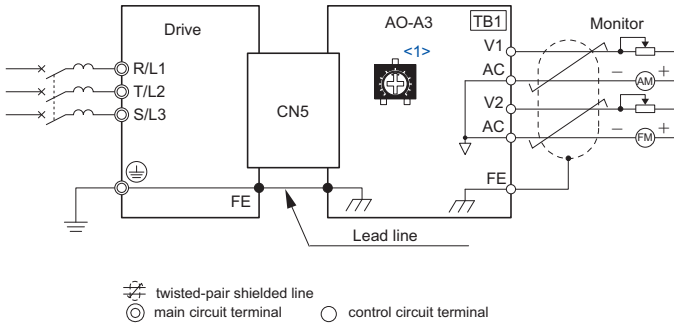 Drive
AO-A3
TB1
Monitor
<1>
V1
AC
AM
V2
AC
FM
FE
R/L1
T/L2
S/L3
CN5
FE
Lead line
twisted-pair shielded line
main circuit terminal
control circuit terminal